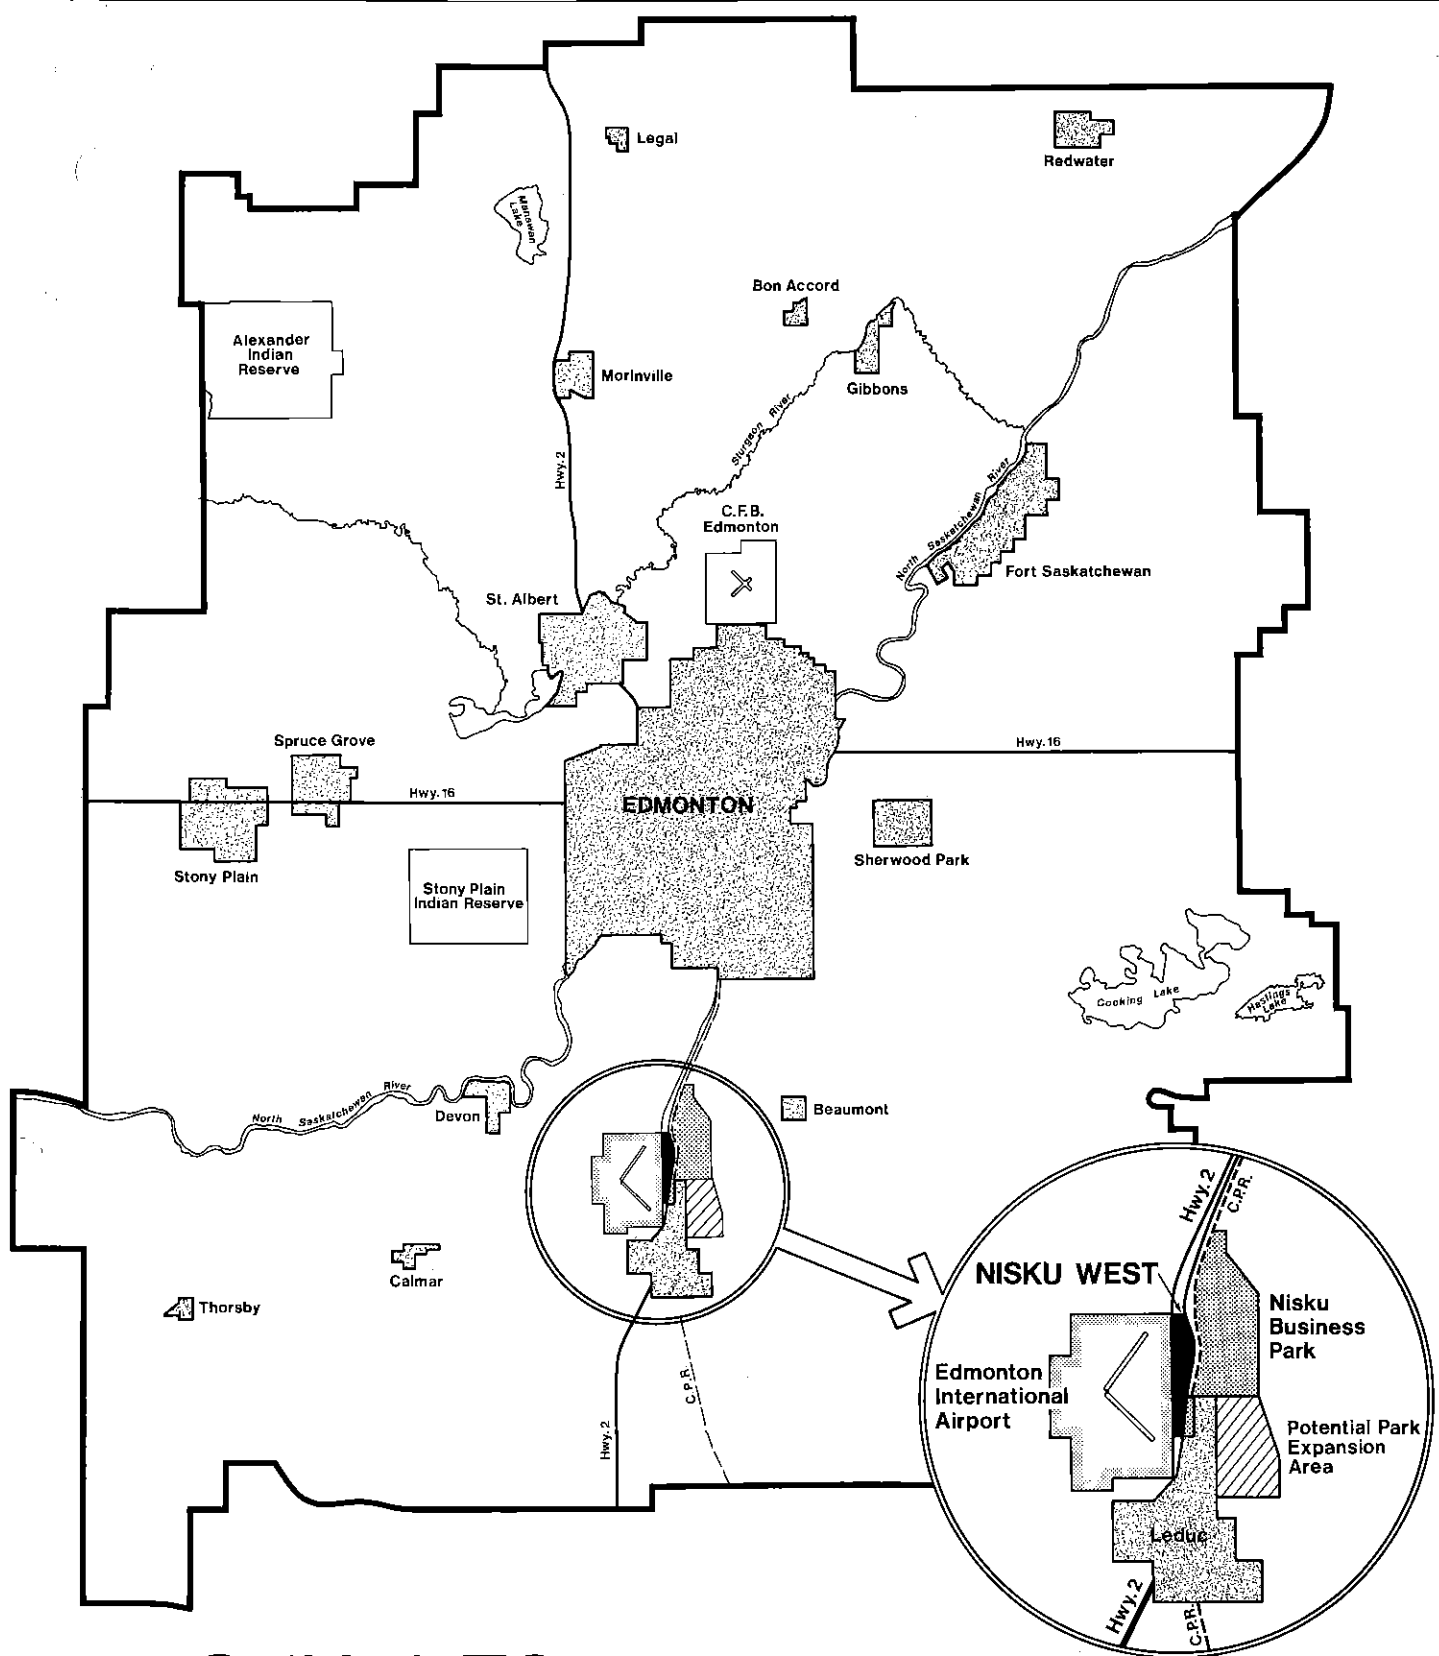 Legal
Redwater
Manawan
Lake
Bon Accord
Alexander
Indian
Reserve
Morinville
Gibbons
Sturgeon River
Hwy. 2
C.F.B.
Edmonton
North Saskatchewan River
Fort Saskatchewan
St. Albert
Spruce Grove
Hwy. 16
Hwy. 16
EDMONTON
Stony Plain
Sherwood Park
Stony Plain
Indian Reserve
Cooking Lake
Hastings
Lake
North Saskatchewan River
Devon
Beaumont
Calmar
Thorsby
Hwy. 2
C.P.R.
Hwy. 2
C.P.R.
NISKU WEST
Nisku
Business
Park
Edmonton
International
Airport
Potential Park
Expansion
Area
Leduc
Hwy. 2
C.P.R.